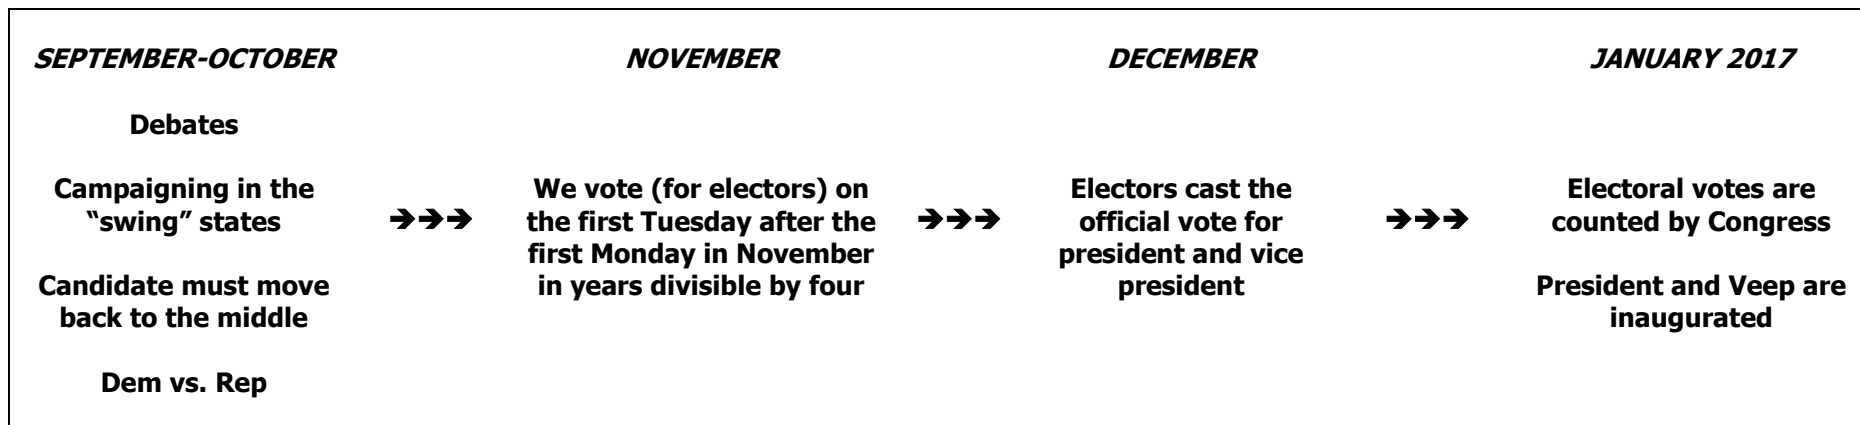 SEPTEMBER-OCTOBER
Debates
Campaigning in the
“swing” states
Candidate must move
back to the middle
Dem vs. Rep
➔➔➔
NOVEMBER
We vote (for electors) on
the first Tuesday after the
first Monday in November
in years divisible by four
➔➔➔
DECEMBER
Electors cast the
official vote for
president and vice
president
➔➔➔
JANUARY 2017
Electoral votes are
counted by Congress
President and Veep are
inaugurated